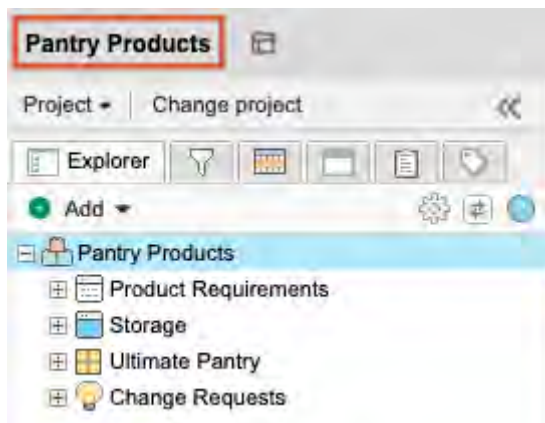 Pantry Products
Project Change project
Explorer
Add
Pantry Products
Product Requirements
Storage
Ultimate Pantry
Change Requests